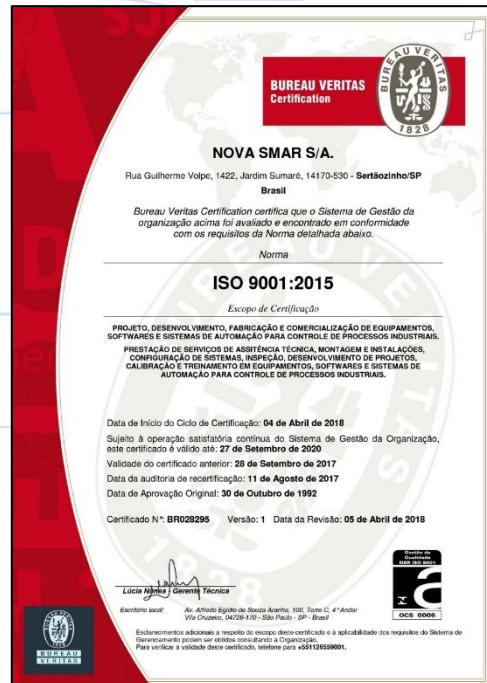 BUREAU VERITAS
Certification
BUREAU VERITAS
1828
NOVA SMAR S/A.
Rua Guilherme Volpe, 1422, Jardim Sumaré, 14170-530 - Sertãozinho/SP
Brasil
Bureau Veritas Certification certifica que o Sistema de Gestão da
organização acima foi avaliado e encontrado em conformidade
com os requisitos da Norma detalhada abaixo.
Norma
ISO 9001:2015
Escopo de Certificação
PROJETO, DESENVOLVIMENTO, FABRICAÇÃO E COMERCIALIZAÇÃO DE EQUIPAMENTOS,
SOFTWARES E SISTEMAS DE AUTOMAÇÃO PARA CONTROLE DE PROCESSOS INDUSTRIAIS.
PRESTAÇÃO DE SERVIÇOS DE ASSITÊNCIA TÉCNICA, MONTAGEM E INSTALAÇÕES,
CONFIGURAÇÃO DE SISTEMAS, INSPEÇÃO, DESENVOLVIMENTO DE PROJETOS,
CALIBRAÇÃO E TREINAMENTO EM EQUIPAMENTOS, SOFTWARES E SISTEMAS DE
AUTOMAÇÃO PARA CONTROLE DE PROCESSOS INDUSTRIAIS.
Data de Início do Ciclo de Certificação: 04 de Abril de 2018
Sujeito à operação satisfatória contínua do Sistema de Gestão da Organização,
este certificado é válido até: 27 de Setembro de 2020
Validade do certificado anterior: 28 de Setembro de 2017
Data da auditoria de recertificação: 11 de Agosto de 2017
Data de Aprovação Original: 30 de Outubro de 1992
Certificado Nº: BR028295 Versão: 1 Data da Revisão: 05 de Abril de 2018
Lúcia Nunes - Gerente Técnica
Escritório local: Av. Alfredo Egídio de Souza Aranha, 100, Torre C, 4º Andar
Vila Cruzeiro, 04726-170 - São Paulo - SP - Brasil
Gestão da
Qualidade
NBR ISO 9001
OCS 0006
Esclarecimentos adicionais a respeito do escopo deste certificado e à aplicabilidade dos requisitos do Sistema de
Gerenciamento podem ser obtidos consultando a Organização.
Para verificar a validade deste certificado, telefone para +551126559001.
BUREAU
VERITAS